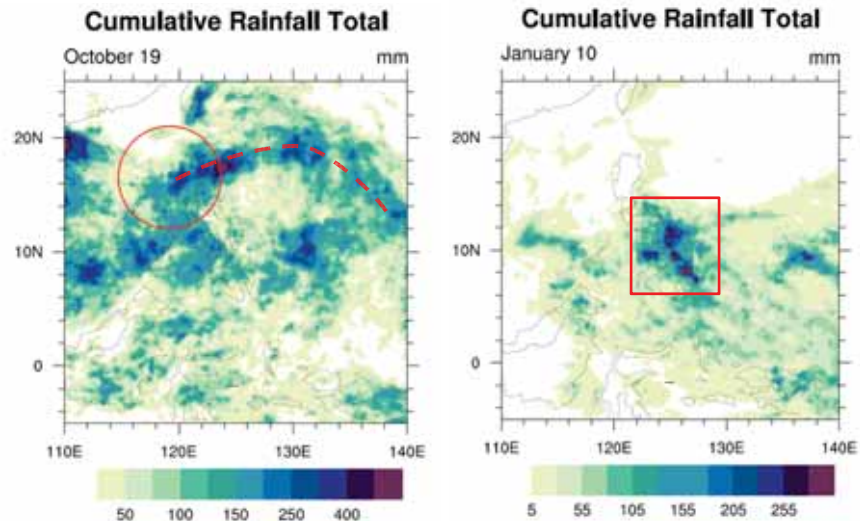 Cumulative Rainfall Total
October 19 mm
20N
10N
0
110E 120E 130E 140E
50 100 150 250 400
Cumulative Rainfall Total
January 10 mm
20N
10N
0
110E 120E 130E 140E
5 55 105 155 205 255